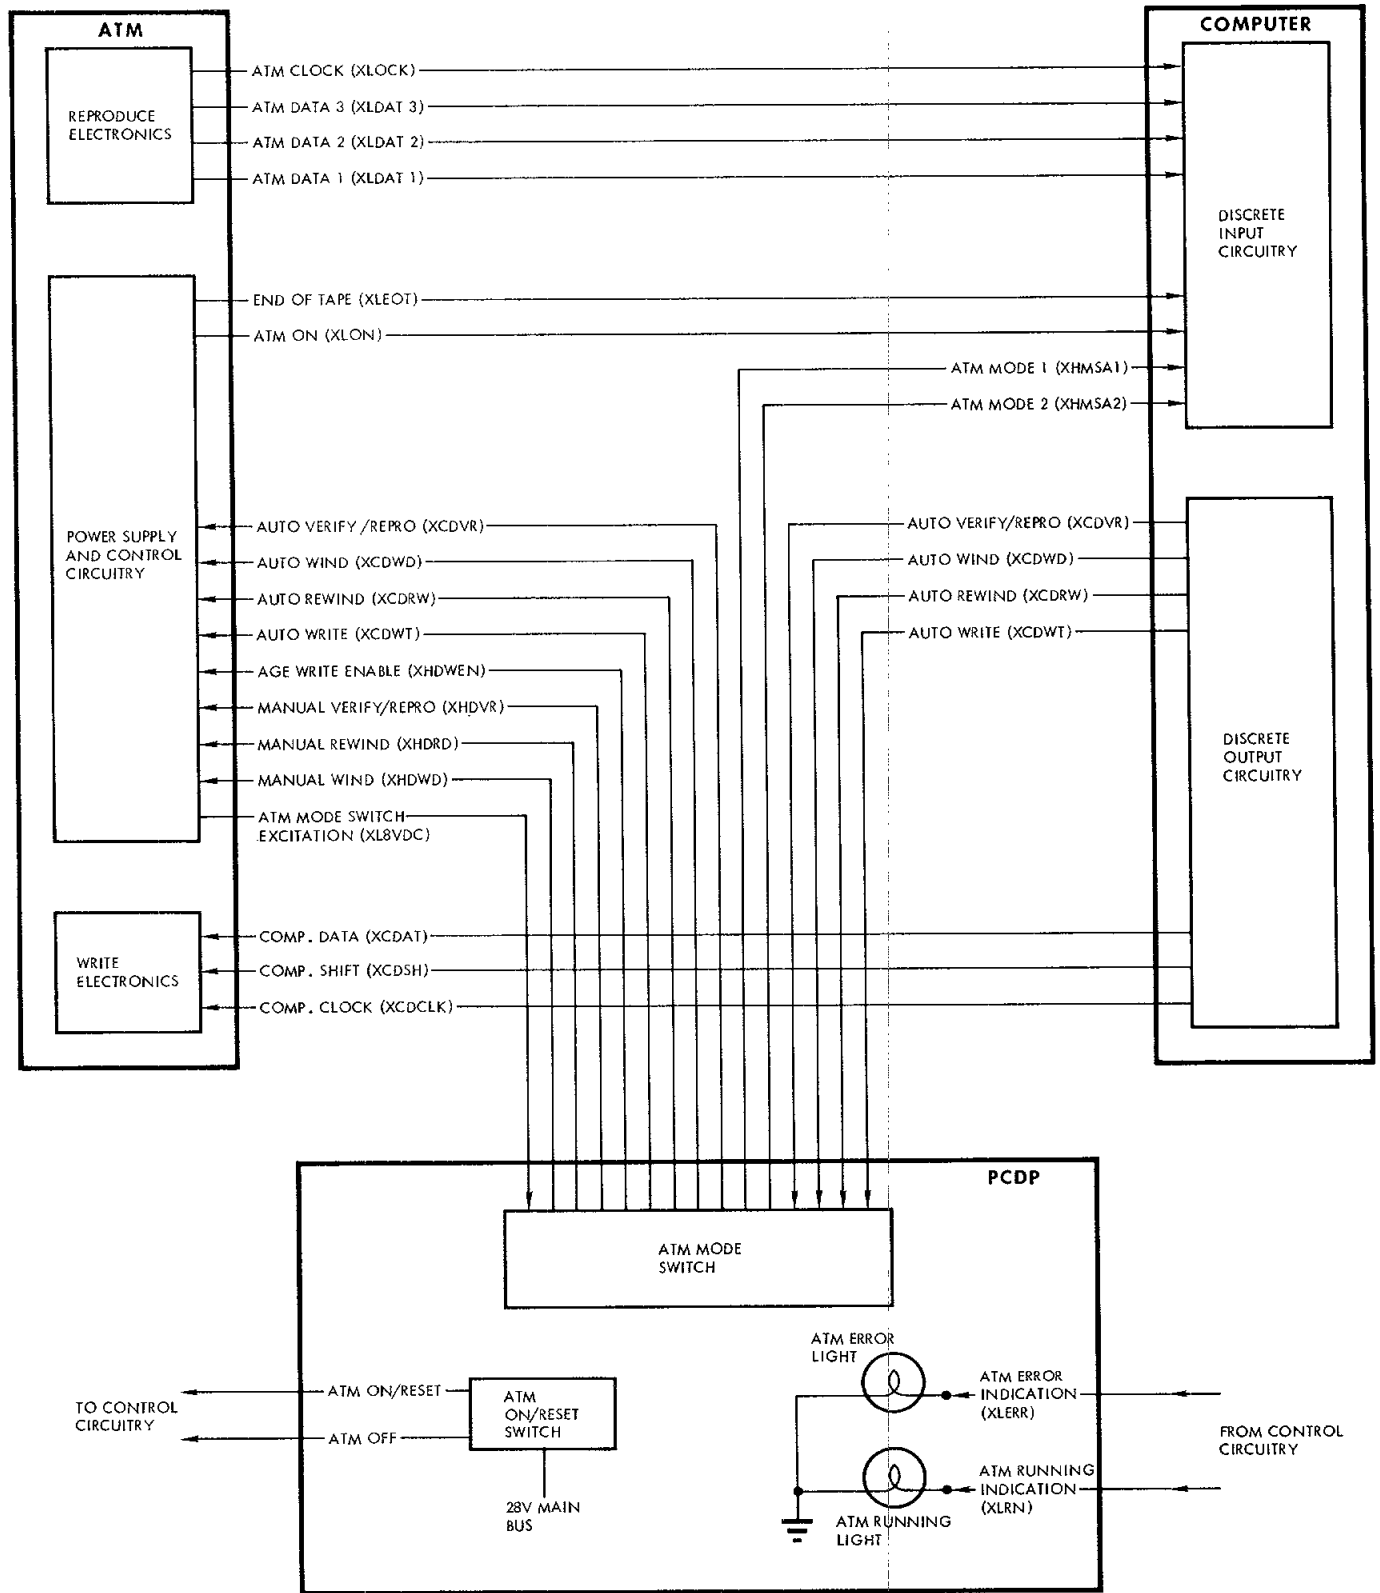 ATM
COMPUTER
REPRODUCE
ELECTRONICS
ATM CLOCK (XLOCK)
ATM DATA 3 (XLDAT 3)
ATM DATA 2 (XLDAT 2)
ATM DATA 1 (XLDAT 1)
DISCRETE
INPUT
CIRCUITRY
END OF TAPE (XLEOT)
ATM ON (XLON)
ATM MODE 1 (XHMSA1)
ATM MODE 2 (XHMSA2)
POWER SUPPLY
AND CONTROL
CIRCUITRY
AUTO VERIFY/REPRO (XCDVR)
AUTO WIND (XCDWD)
AUTO REWIND (XCDRW)
AUTO WRITE (XCDWT)
AGE WRITE ENABLE (XHDWEN)
MANUAL VERIFY/REPRO (XHDVR)
MANUAL REWIND (XHDRD)
MANUAL WIND (XHDWD)
ATM MODE SWITCH
EXCITATION (XL8VDC)
AUTO VERIFY/REPRO (XCDVR)
AUTO WIND (XCDWD)
AUTO REWIND (XCDRW)
AUTO WRITE (XCDWT)
DISCRETE
OUTPUT
CIRCUITRY
WRITE
ELECTRONICS
COMP. DATA (XCDAT)
COMP. SHIFT (XCDSH)
COMP. CLOCK (XCDCLK)
PCDP
ATM MODE
SWITCH
ATM ERROR
LIGHT
TO CONTROL
CIRCUITRY
ATM ON/RESET
ATM OFF
ATM
ON/RESET
SWITCH
28V MAIN
BUS
ATM ERROR
INDICATION
(XLERR)
ATM RUNNING
INDICATION
(XLRN)
ATM RUNNING
LIGHT
FROM CONTROL
CIRCUITRY